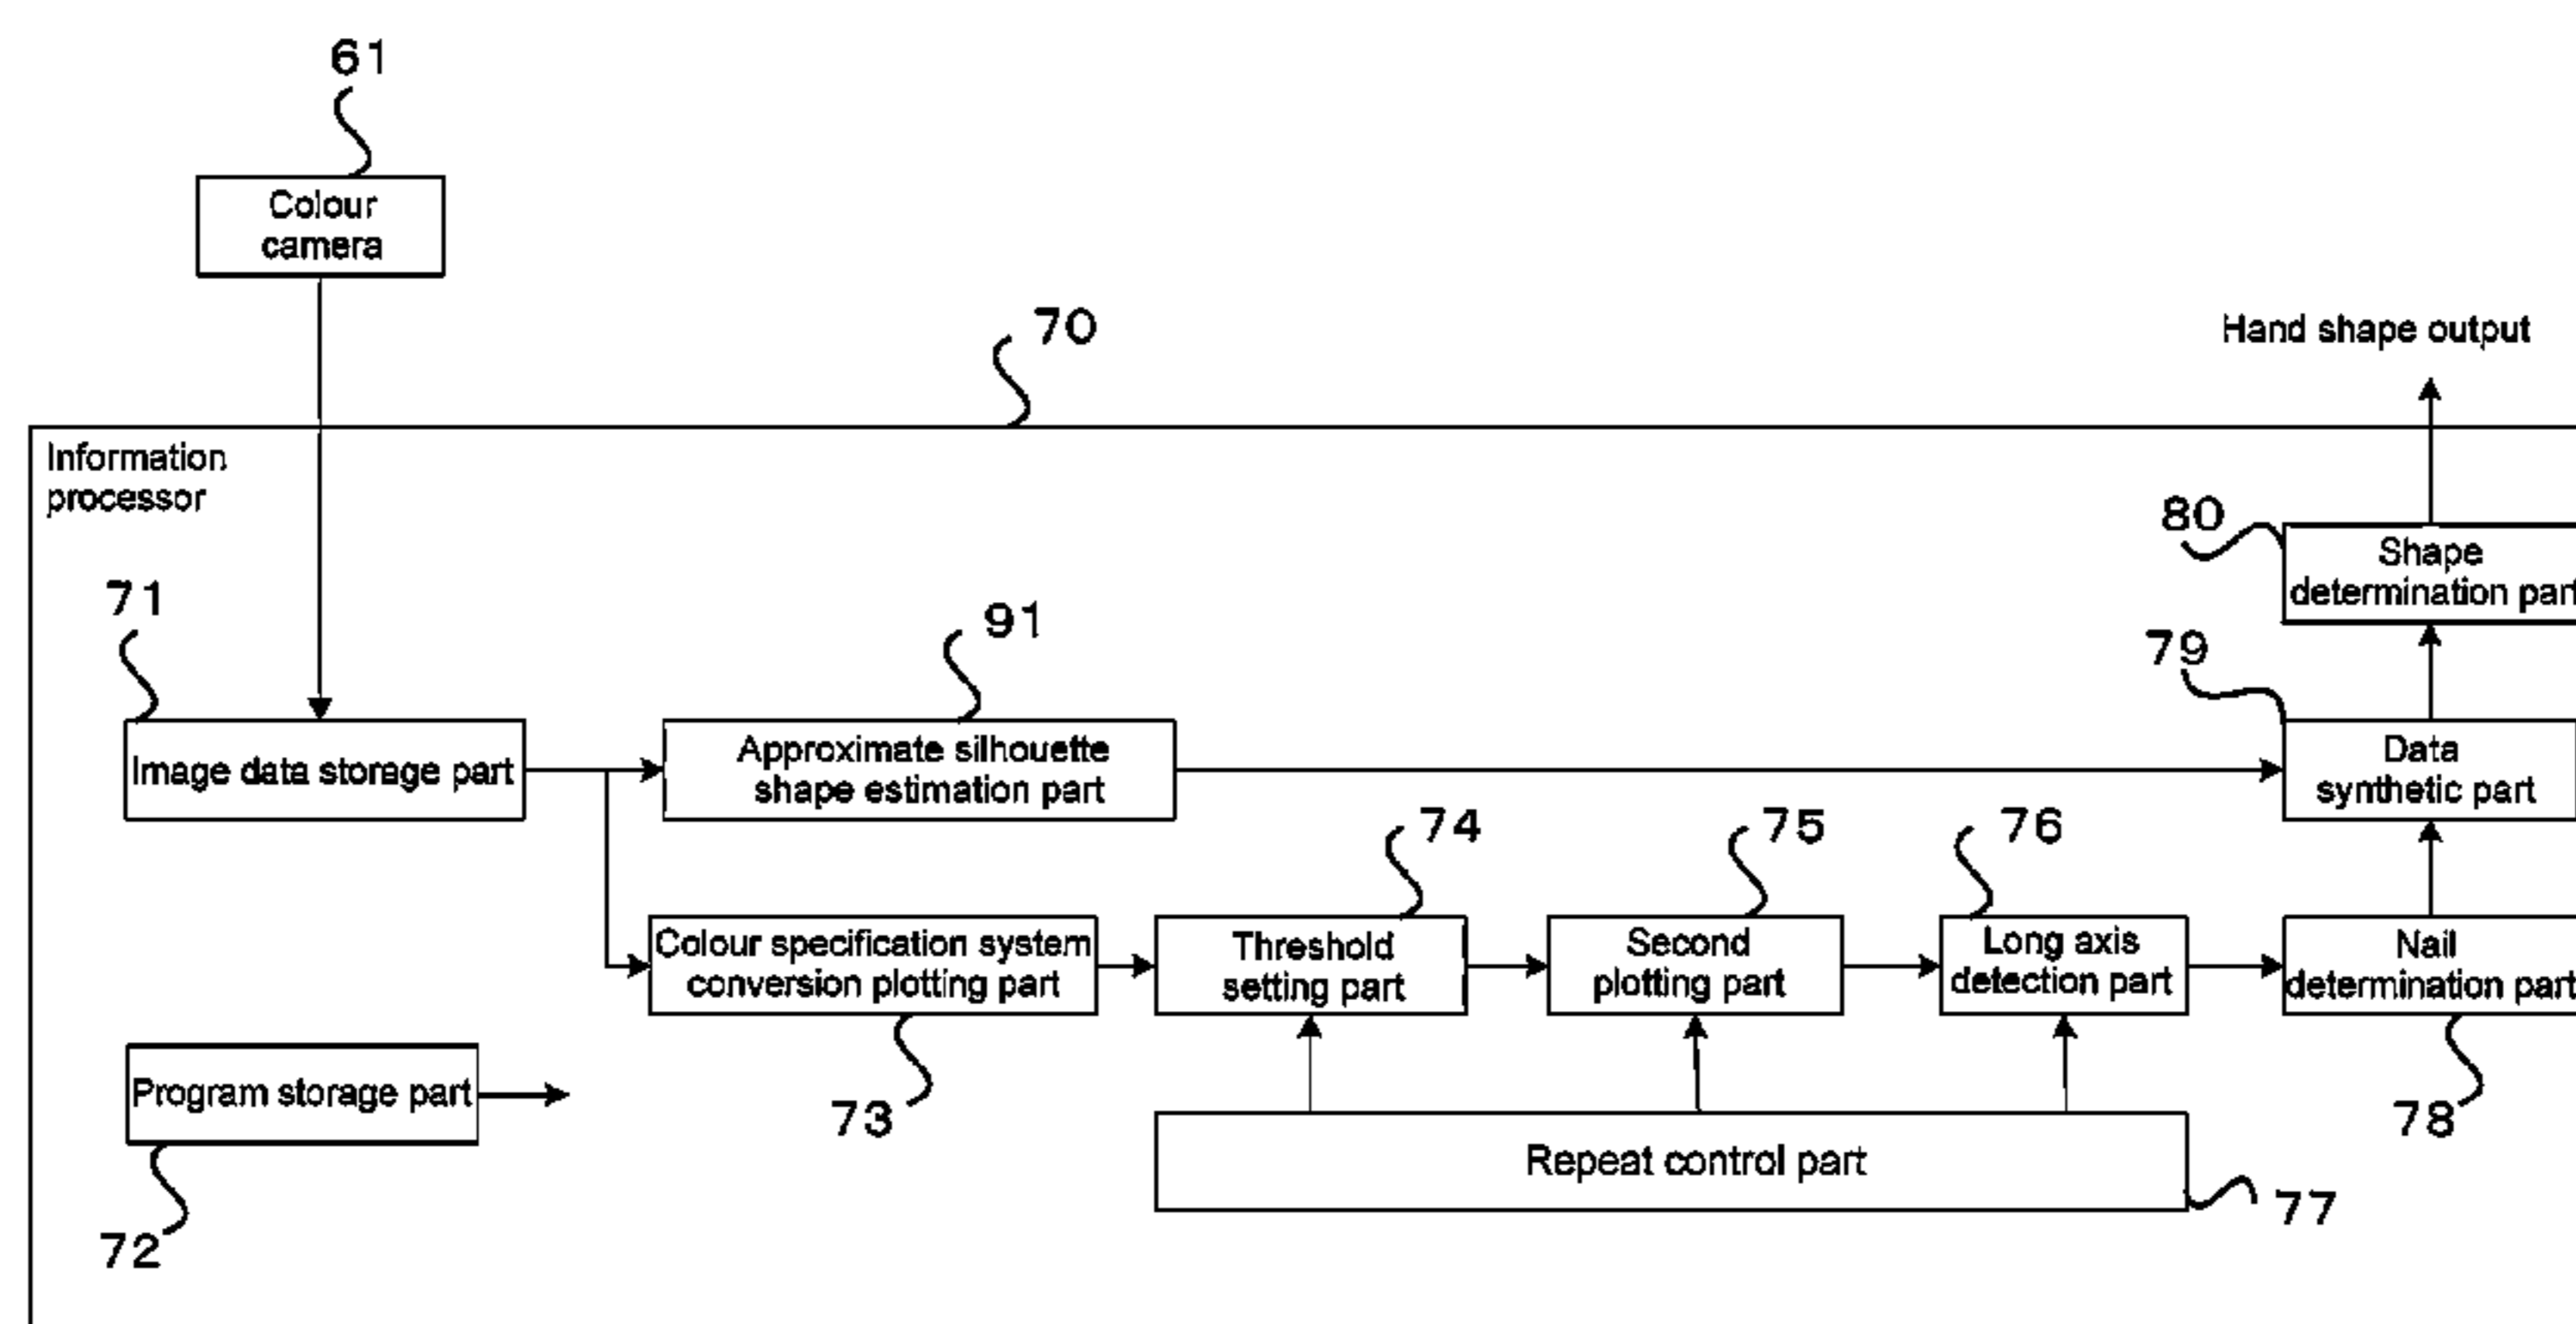 61
Colour
camera
70
Hand shape output
Information
processor
80
Shape
determination part
71
91
79
Image data storage part
Approximate silhouette
shape estimation part
Data
synthetic part
74
75
76
Colour specification system
conversion plotting part
Threshold
setting part
Second
plotting part
Long axis
detection part
Nail
determination part
73
78
Program storage part
72
Repeat control part
77